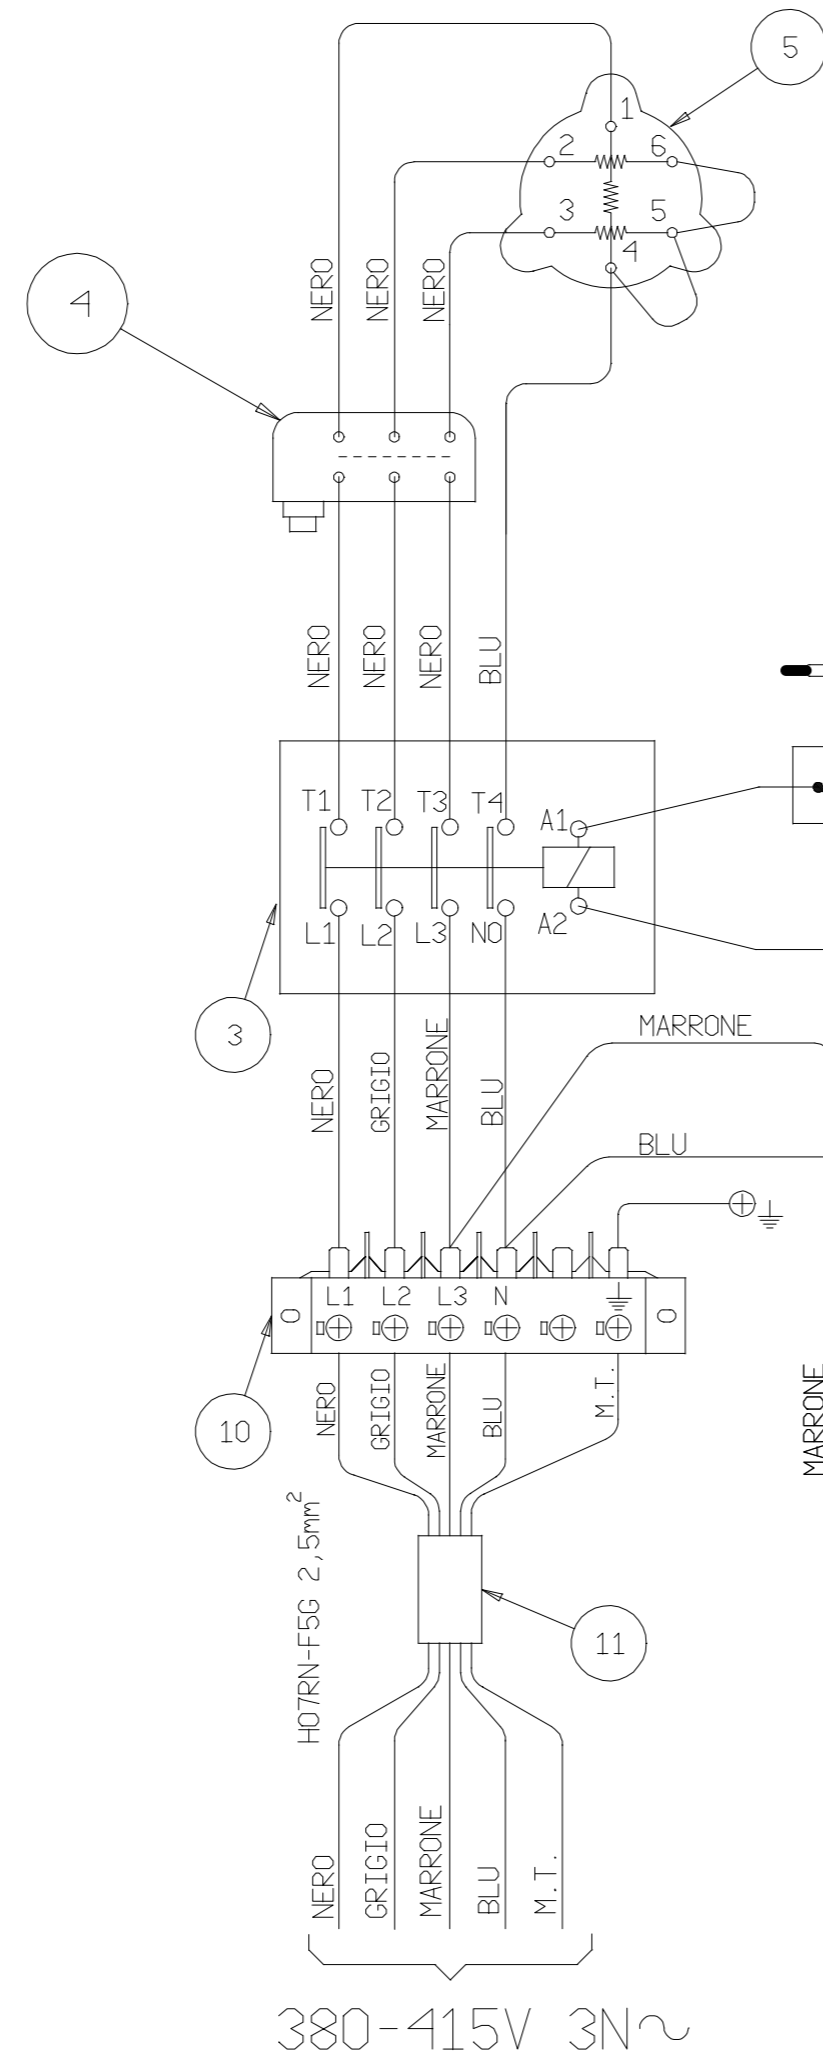 5
1
2 6
3 5
4
4
NERO
NERO
NERO
NERO
NERO
NERO
BLU
T1 T2 T3 T4 A1
L1 L2 L3 NO A2
3
MARRONE
NERO
GRIGIO
MARRONE
BLU
BLU
L1 L2 L3 N
10
NERO
GRIGIO
MARRONE
BLU
M.T.
MARRONE
H07RN-F5G 2,5mm²
11
NERO
GRIGIO
MARRONE
BLU
M.T.
380-415V 3N~